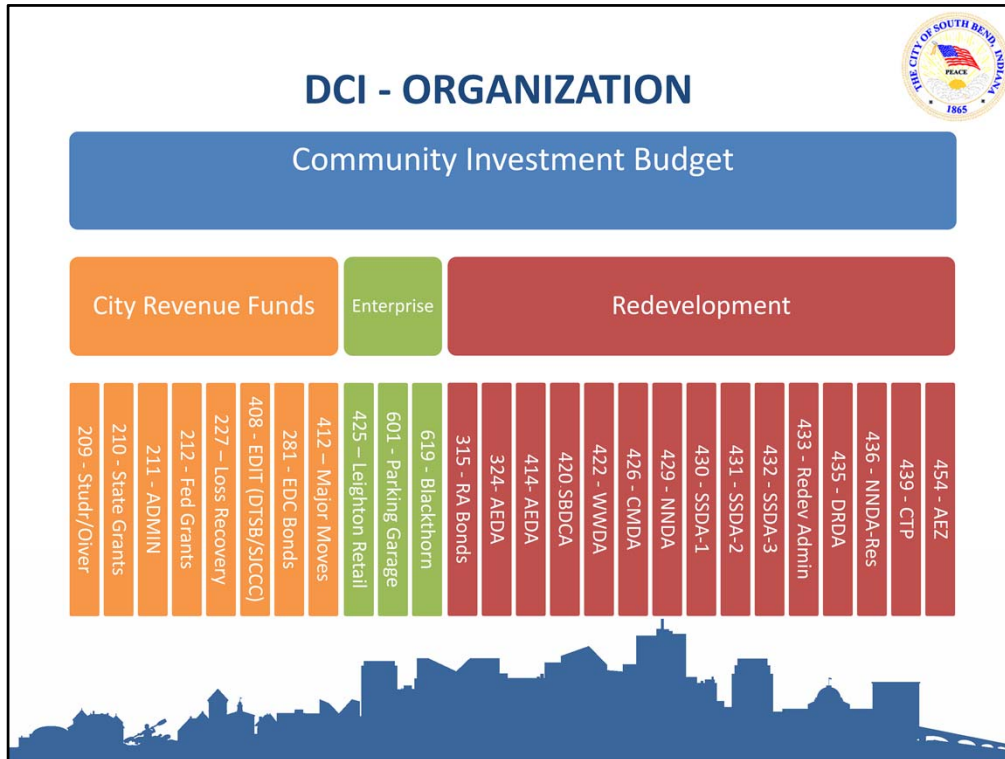 THE CITY OF SOUTH BEND, INDIANA
PEACE
1865
DCI - ORGANIZATION
Community Investment Budget
City Revenue Funds
Enterprise
Redevelopment
209 - Studr/Oiver
210 - State Grants
211 - ADMIN
212 - Fed Grants
227 – Loss Recovery
408 - EDIT (DTSB/SJCCC)
281 - EDC Bonds
412 – Major Moves
425 – Leighton Retail
601 - Parking Garage
619 - Blackthorn
315 - RA Bonds
324- AEDA
414- AEDA
420 SBDCA
422 - WWDA
426 - CMDA
429 - NNDA
430 - SSDA-1
431 - SSDA-2
432 - SSDA-3
433 - Redev Admin
435 - DRDA
436 - NNDA-Res
439 - CTP
454 - AEZ